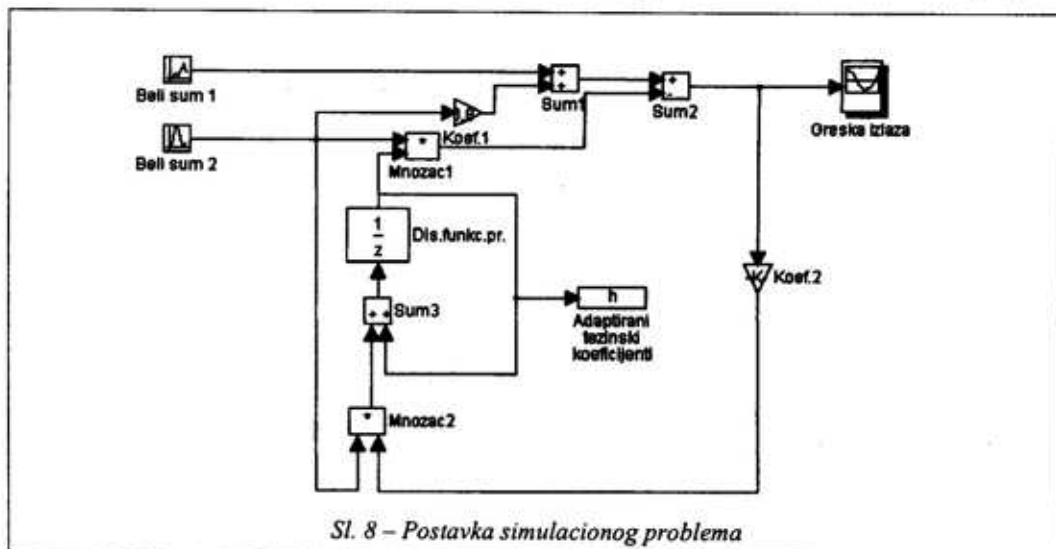 Beli sum 1
Sum1
Sum2
Greska izlaza
Koef.1
Beli sum 2
*
Mnozac1
1
z
Dis.funkc.pr.
K
Koef.2
Sum3
h
Adaptirani
tezinski
koeficijenti
*
Mnozac2
Sl. 8 – Postavka simulacionog problema